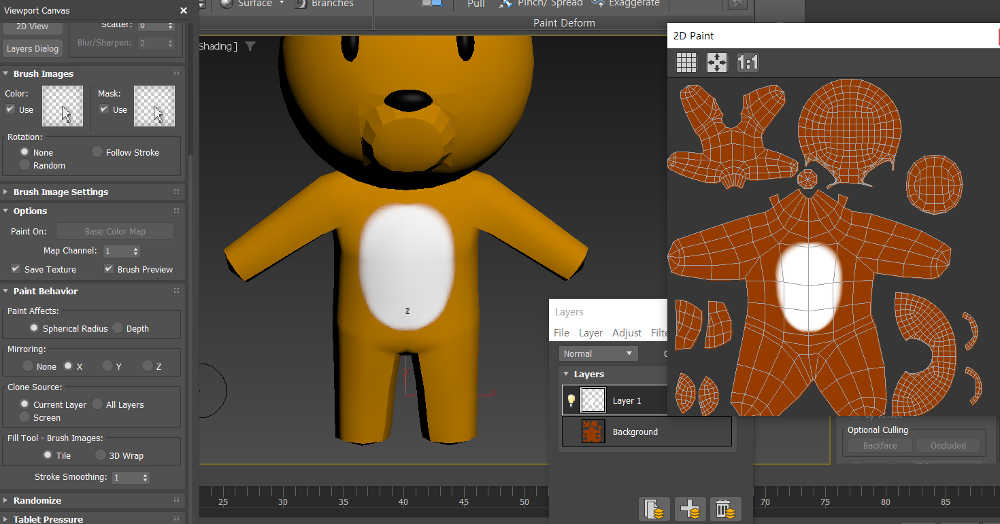 Viewport Canvas
2D View
Scatter: 0
Layers Dialog
Blur/Sharpen: 2
Brush Images
Color:
Mask:
Use
Use
Rotation:
None
Follow Stroke
Random
Brush Image Settings
Options
Paint On:
Base Color Map
Map Channel: 1
Save Texture
Brush Preview
Paint Behavior
Paint Affects:
Spherical Radius
Depth
Mirroring:
None
X
Y
Z
Clone Source:
Current Layer
All Layers
Screen
Fill Tool - Brush Images:
Tile
3D Wrap
Stroke Smoothing: 1
Randomize
Tablet Pressure
Surface
Branches
Pull
Pinch/ Spread
Exaggerate
Paint Deform
Shading ]
z
x
25
30
35
40
45
50
70
75
80
85
Layers
File
Layer
Adjust
Filte
Normal
Layers
Layer 1
Background
2D Paint
1:1
Optional Culling
Backface
Occluded